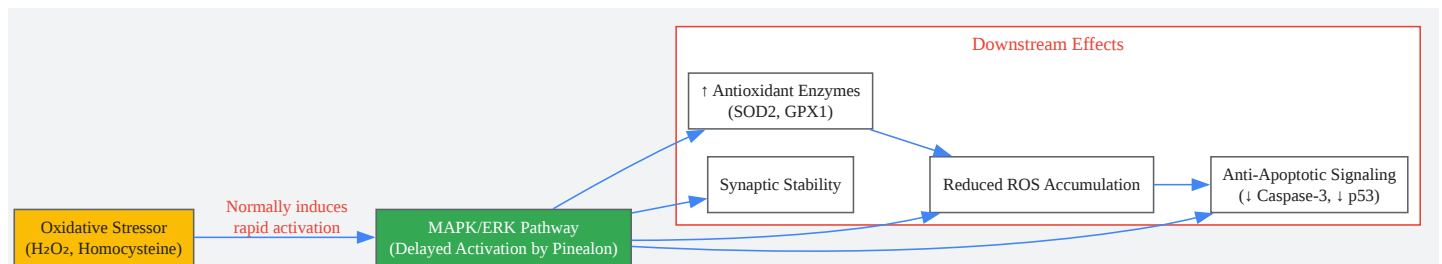 Downstream Effects
↑ Antioxidant Enzymes
(SOD2, GPX1)
Synaptic Stability
Reduced ROS Accumulation
Anti-Apoptotic Signaling
(↓ Caspase-3, ↓ p53)
Normally induces
rapid activation
Oxidative Stressor
(H₂O₂, Homocysteine)
MAPK/ERK Pathway
(Delayed Activation by Pinealon)